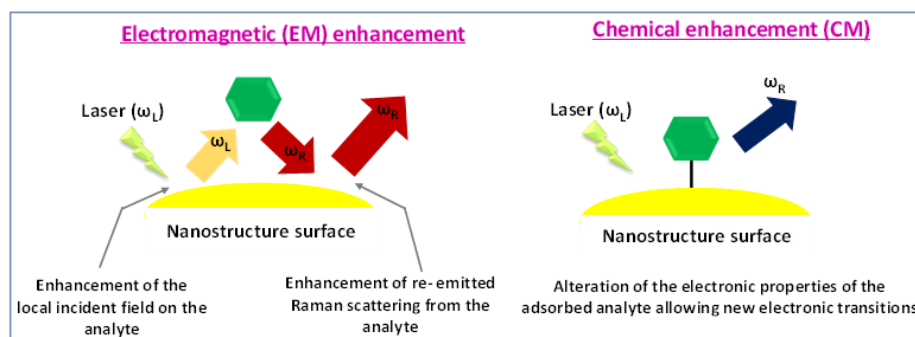 Electromagnetic (EM) enhancement
Laser (ωL)
ωL
ωR
ωR
Nanostructure surface
Enhancement of the
local incident field on the
analyte
Enhancement of re-emitted
Raman scattering from the
analyte
Chemical enhancement (CM)
Laser (ωL)
ωR
Nanostructure surface
Alteration of the electronic properties of the
adsorbed analyte allowing new electronic transitions